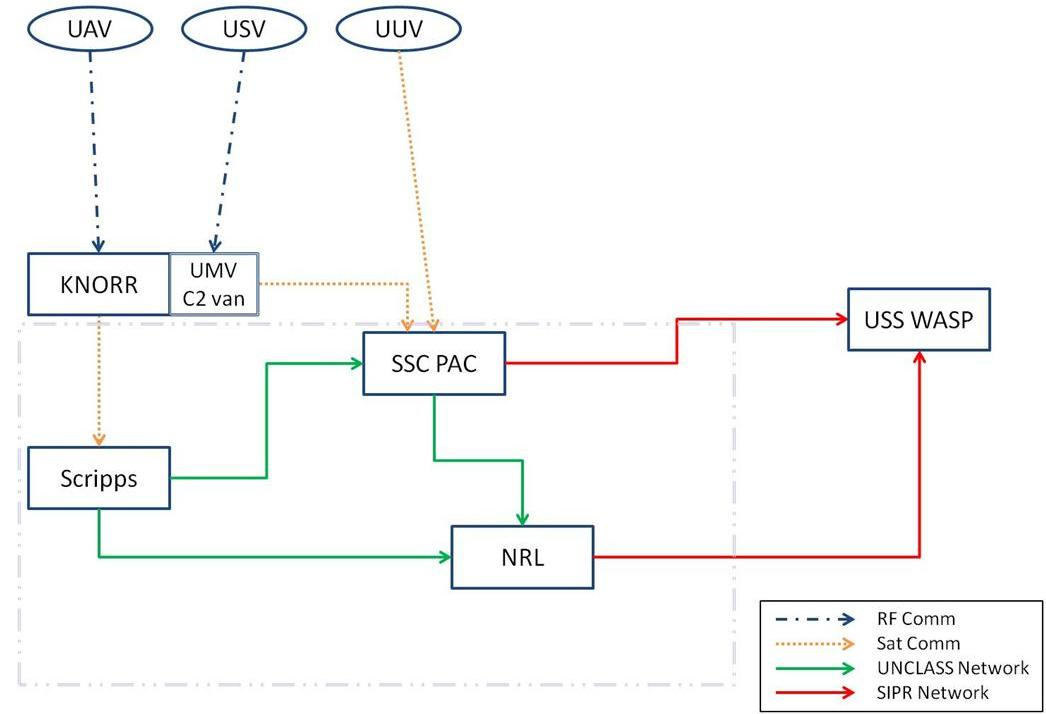 UAV
USV
UUV
KNORR
UMV
C2 van
USS WASP
SSC PAC
Scripps
NRL
RF Comm
Sat Comm
UNCLASS Network
SIPR Network